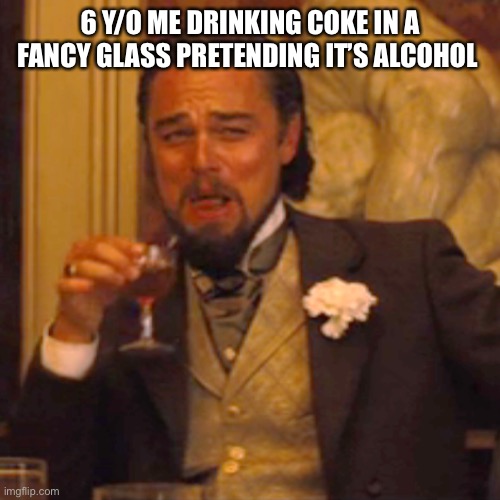 6 Y/O ME DRINKING COKE IN A
FANCY GLASS PRETENDING IT’S ALCOHOL
imgflip.com